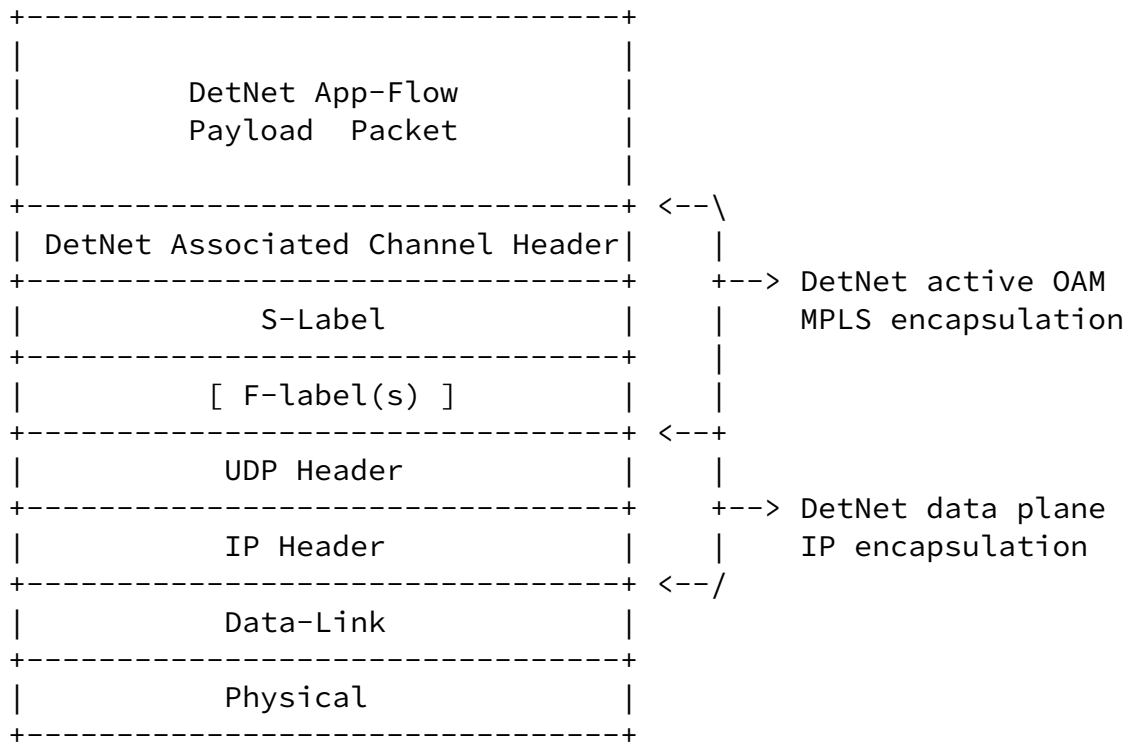 +---------------------------------+
|                                 |
|         DetNet App-Flow         |
|         Payload  Packet         |
|                                 |
+---------------------------------+ <--\
| DetNet Associated Channel Header|    |
+---------------------------------+    +--> DetNet active OAM
|             S-Label             |    |    MPLS encapsulation
+---------------------------------+    |
|          [ F-label(s) ]         |    |
+---------------------------------+ <--+
|           UDP Header            |    |
+---------------------------------+    +--> DetNet data plane
|           IP Header             |    |    IP encapsulation
+---------------------------------+ <--/
|           Data-Link             |
+---------------------------------+
|           Physical              |
+---------------------------------+